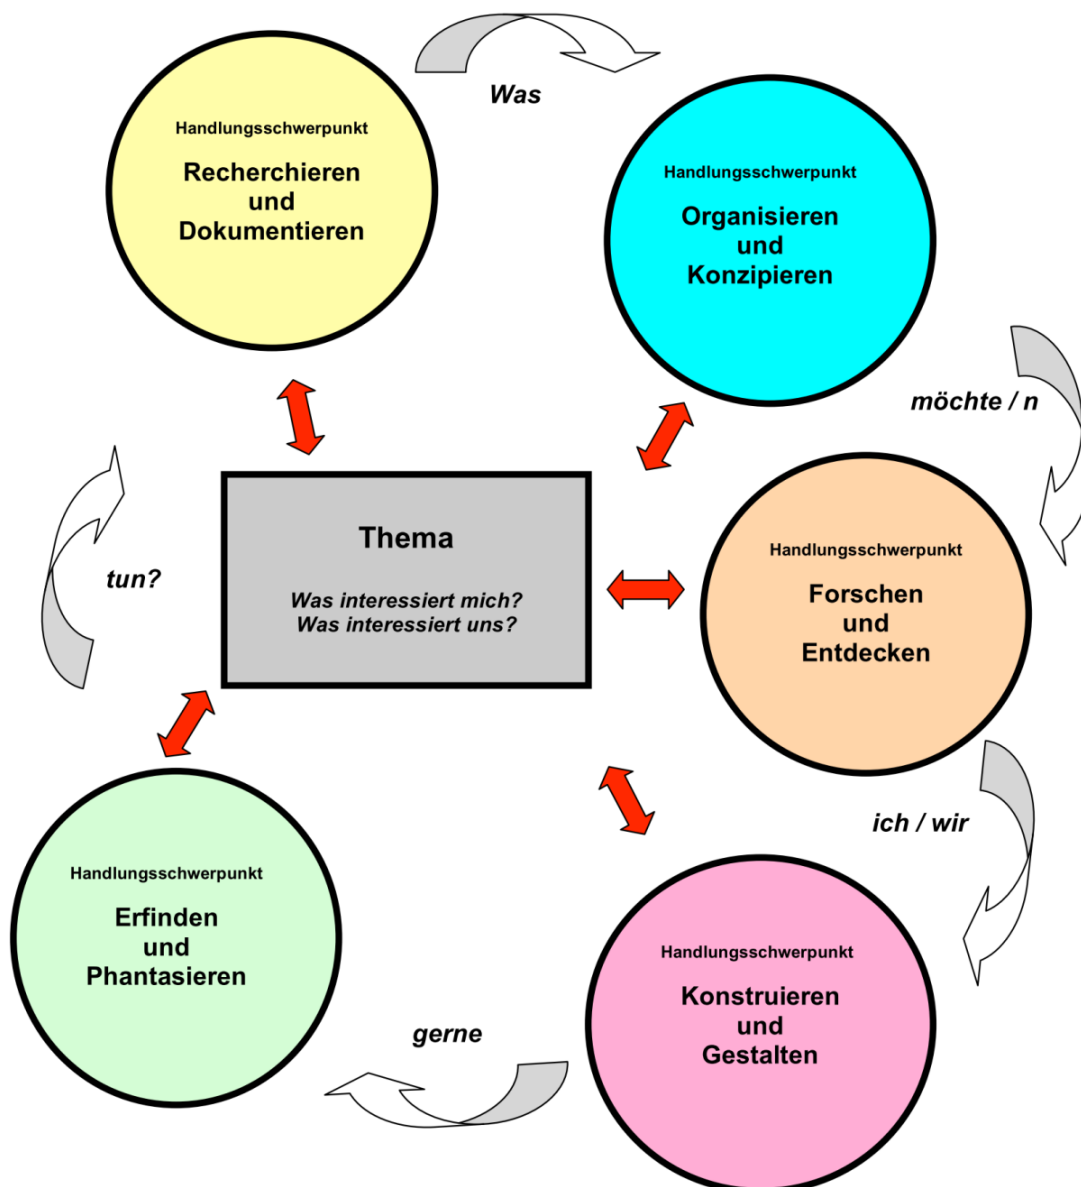 Was
Handlungsschwerpunkt
Recherchieren
und
Dokumentieren
Handlungsschwerpunkt
Organisieren
und
Konzipieren
möchte / n
Thema
Was interessiert mich?
Was interessiert uns?
Handlungsschwerpunkt
Forschen
und
Entdecken
tun?
ich / wir
Handlungsschwerpunkt
Erfinden
und
Phantasieren
Handlungsschwerpunkt
Konstruieren
und
Gestalten
gerne